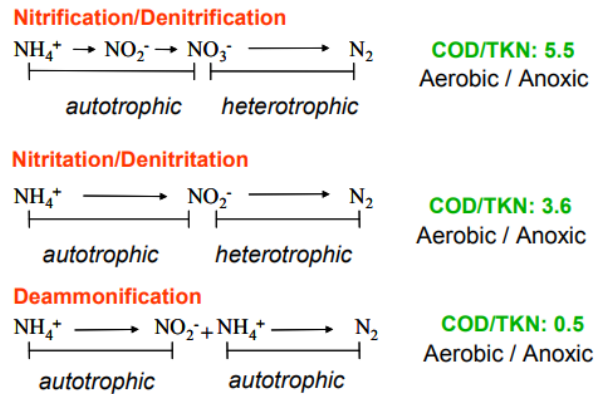 Nitrification/Denitrification
NH₄⁺ → NO₂⁻ → NO₃⁻ → N₂
COD/TKN: 5.5
autotrophic heterotrophic
Aerobic / Anoxic
Nitritation/Denitritation
NH₄⁺ → NO₂⁻ → N₂
COD/TKN: 3.6
autotrophic heterotrophic
Aerobic / Anoxic
Deammonification
NH₄⁺ → NO₂⁻ + NH₄⁺ → N₂
COD/TKN: 0.5
autotrophic autotrophic
Aerobic / Anoxic